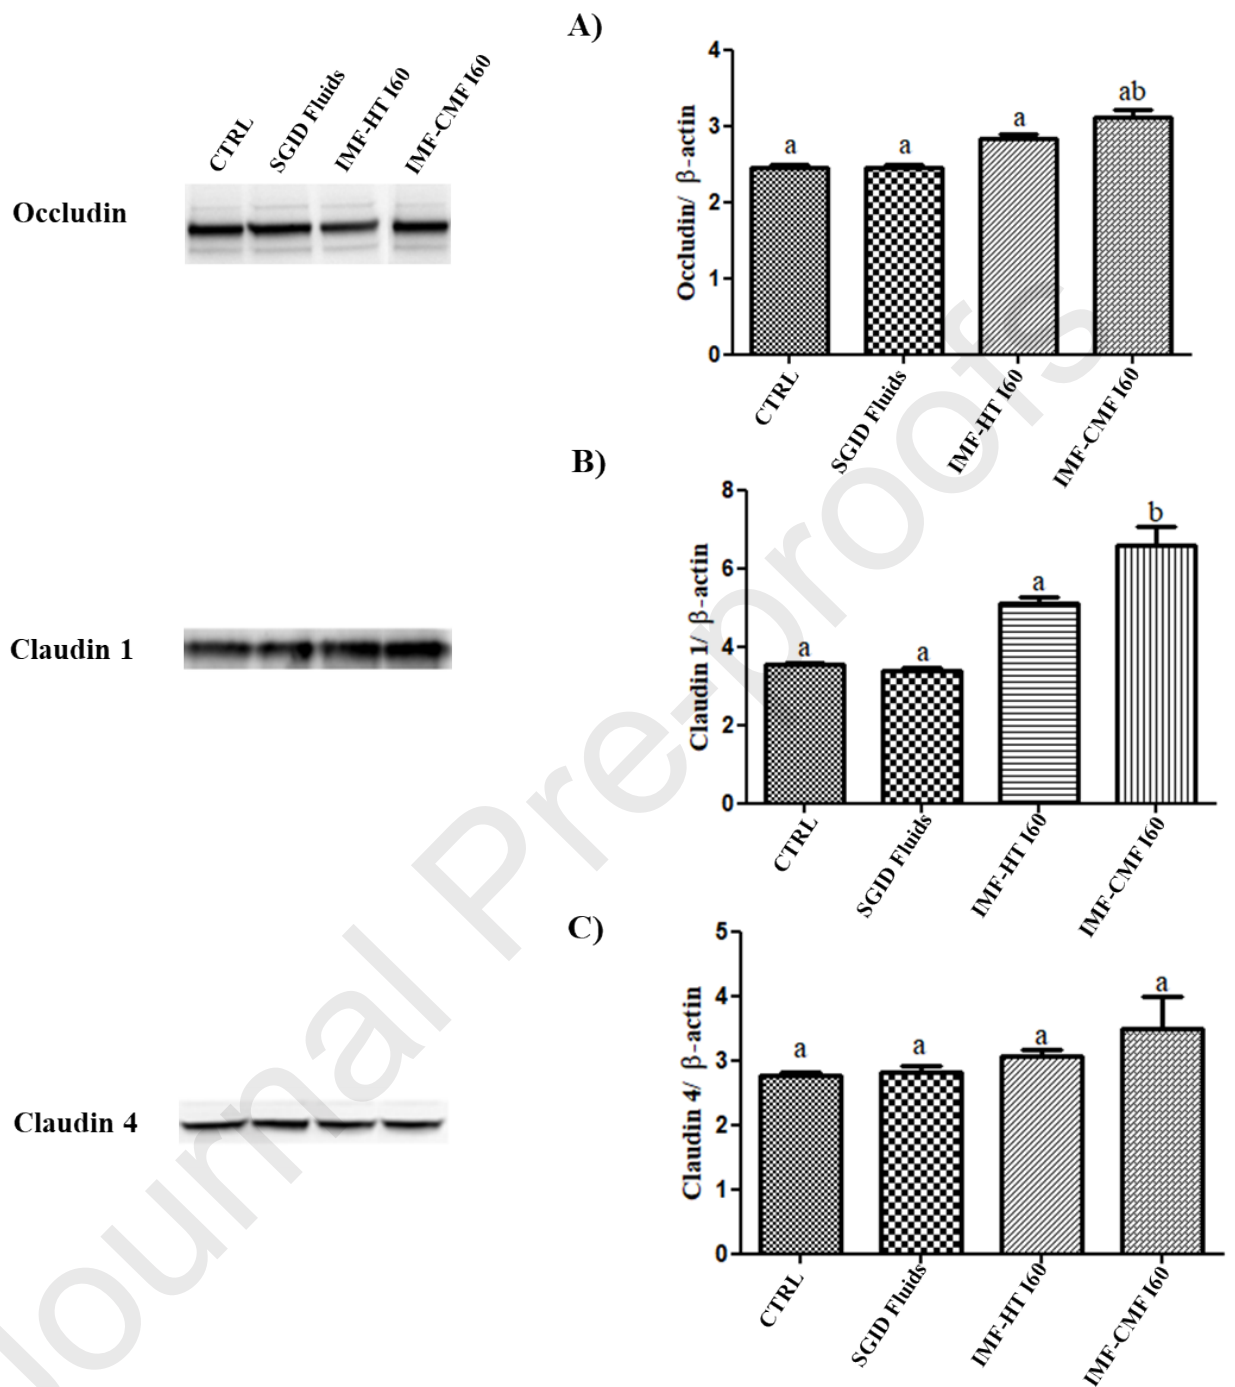 A)
CTRL
SGID Fluids
IMF-HT I60
IMF-CMF I60
Occludin
4
3
2
1
0
Occludin/ β-actin
a
a
a
ab
CTRL
SGID Fluids
IMF-HT I60
IMF-CMF I60
B)
Claudin 1
8
6
4
2
0
Claudin 1/ β-actin
a
a
a
b
CTRL
SGID Fluids
IMF-HT I60
IMF-CMF I60
C)
Claudin 4
5
4
3
2
1
0
Claudin 4/ β-actin
a
a
a
a
CTRL
SGID Fluids
IMF-HT I60
IMF-CMF I60
Journal Pre-proofs